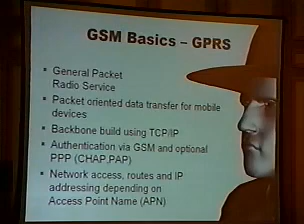 GSM Basics – GPRS
▪ General Packet
Radio Service
▪ Packet oriented data transfer for mobile
devices
▪ Backbone build using TCP/IP
▪ Authentication via GSM and optional
PPP (CHAP,PAP)
▪ Network access, routes and IP
addressing depending on
Access Point Name (APN)